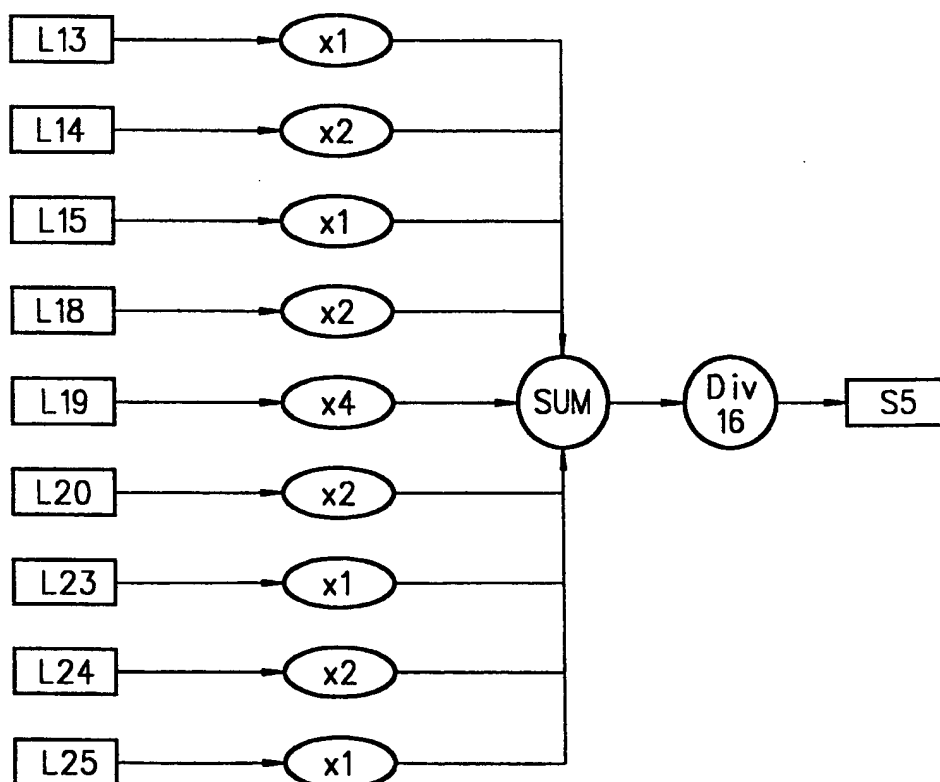 L13 x1
L14 x2
L15 x1
L18 x2
L19 x4 SUM Div 16 S5
L20 x2
L23 x1
L24 x2
L25 x1